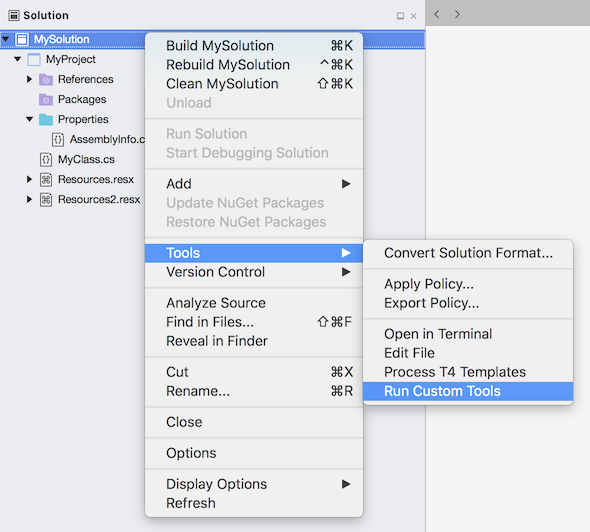 Solution
MySolution
MyProject
References
Packages
Properties
AssemblyInfo.c
MyClass.cs
Resources.resx
Resources2.resx
Build MySolution ⌘K
Rebuild MySolution ^⌘K
Clean MySolution ⇧⌘K
Unload
Run Solution
Start Debugging Solution
Add
Update NuGet Packages
Restore NuGet Packages
Tools
Version Control
Analyze Source
Find in Files... ⇧⌘F
Reveal in Finder
Cut ⌘X
Rename... ⌘R
Close
Options
Display Options
Refresh
Convert Solution Format...
Apply Policy...
Export Policy...
Open in Terminal
Edit File
Process T4 Templates
Run Custom Tools